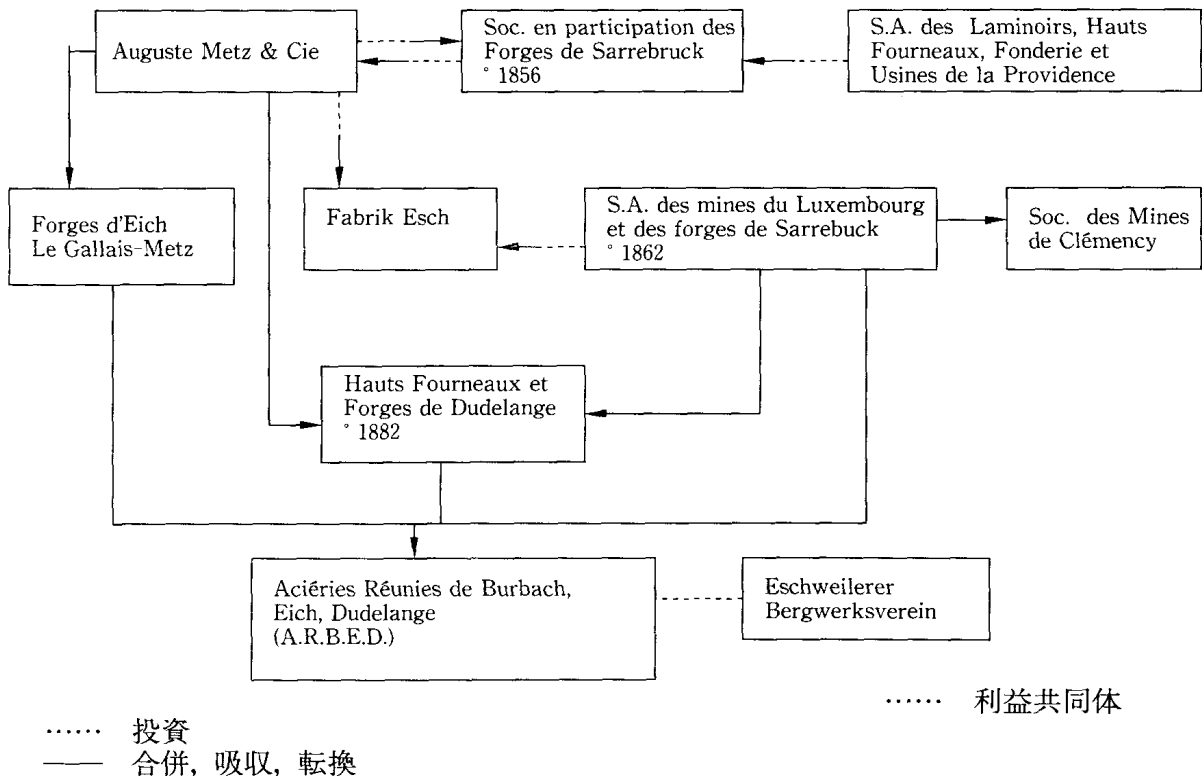 Auguste Metz & Cie
Soc. en participation des
Forges de Sarrebruck
° 1856
S.A. des Laminoirs, Hauts
Fourneaux, Fonderie et
Usines de la Providence
Forges d'Eich
Le Gallais-Metz
Fabrik Esch
S.A. des mines du Luxembourg
et des forges de Sarrebuck
° 1862
Soc. des Mines
de Clémency
Hauts Fourneaux et
Forges de Dudelange
° 1882
Aciéries Réunies de Burbach,
Eich, Dudelange
(A.R.B.E.D.)
Eschweilerer
Bergwerksverein
…… 利益共同体
…… 投資
—— 合併, 吸収, 転換